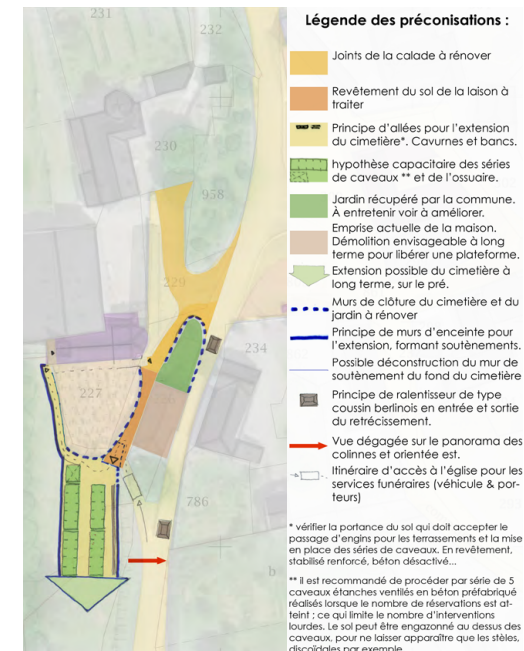 Légende des préconisations :
Joints de la calade à rénover
Revêtement du sol de la laison à
traiter
Principe d'allées pour l'extension
du cimetière*. Cavurnes et bancs.
hypothèse capacitaire des séries
de caveaux ** et de l'ossuaire.
Jardin récupéré par la commune.
À entretenir voir à améliorer.
Emprise actuelle de la maison.
Démolition envisageable à long
terme pour libérer une plateforme.
Extension possible du cimetière à
long terme, sur le pré.
Murs de clôture du cimetière et du
jardin à rénover
Principe de murs d'enceinte pour
l'extension, formant soutènements.
Possible déconstruction du mur de
soutènement du fond du cimetière
Principe de ralentisseur de type
coussin berlinois en entrée et sortie
du retrécissement.
Vue dégagée sur le panorama des
colinnes et orientée est.
Itinéraire d'accès à l'église pour les
services funéraires (véhicule & por-
teurs)
* vérifier la portance du sol qui doit accepter le
passage d'engins pour les terrassements et la mise
en place des séries de caveaux. En revêtement,
stabilisé renforcé, béton désactivé...
** il est recommandé de procéder par série de 5
caveaux étanches ventilés en béton préfabriqué
réalisés lorsque le nombre de réservations est at-
teint ; ce qui limite le nombre d'interventions
lourdes. Le sol peut être engazonné au dessus des
caveaux, pour ne laisser apparaître que les stèles,
discoïdales par exemple.
231
232
230
958
229
234
227
786
b